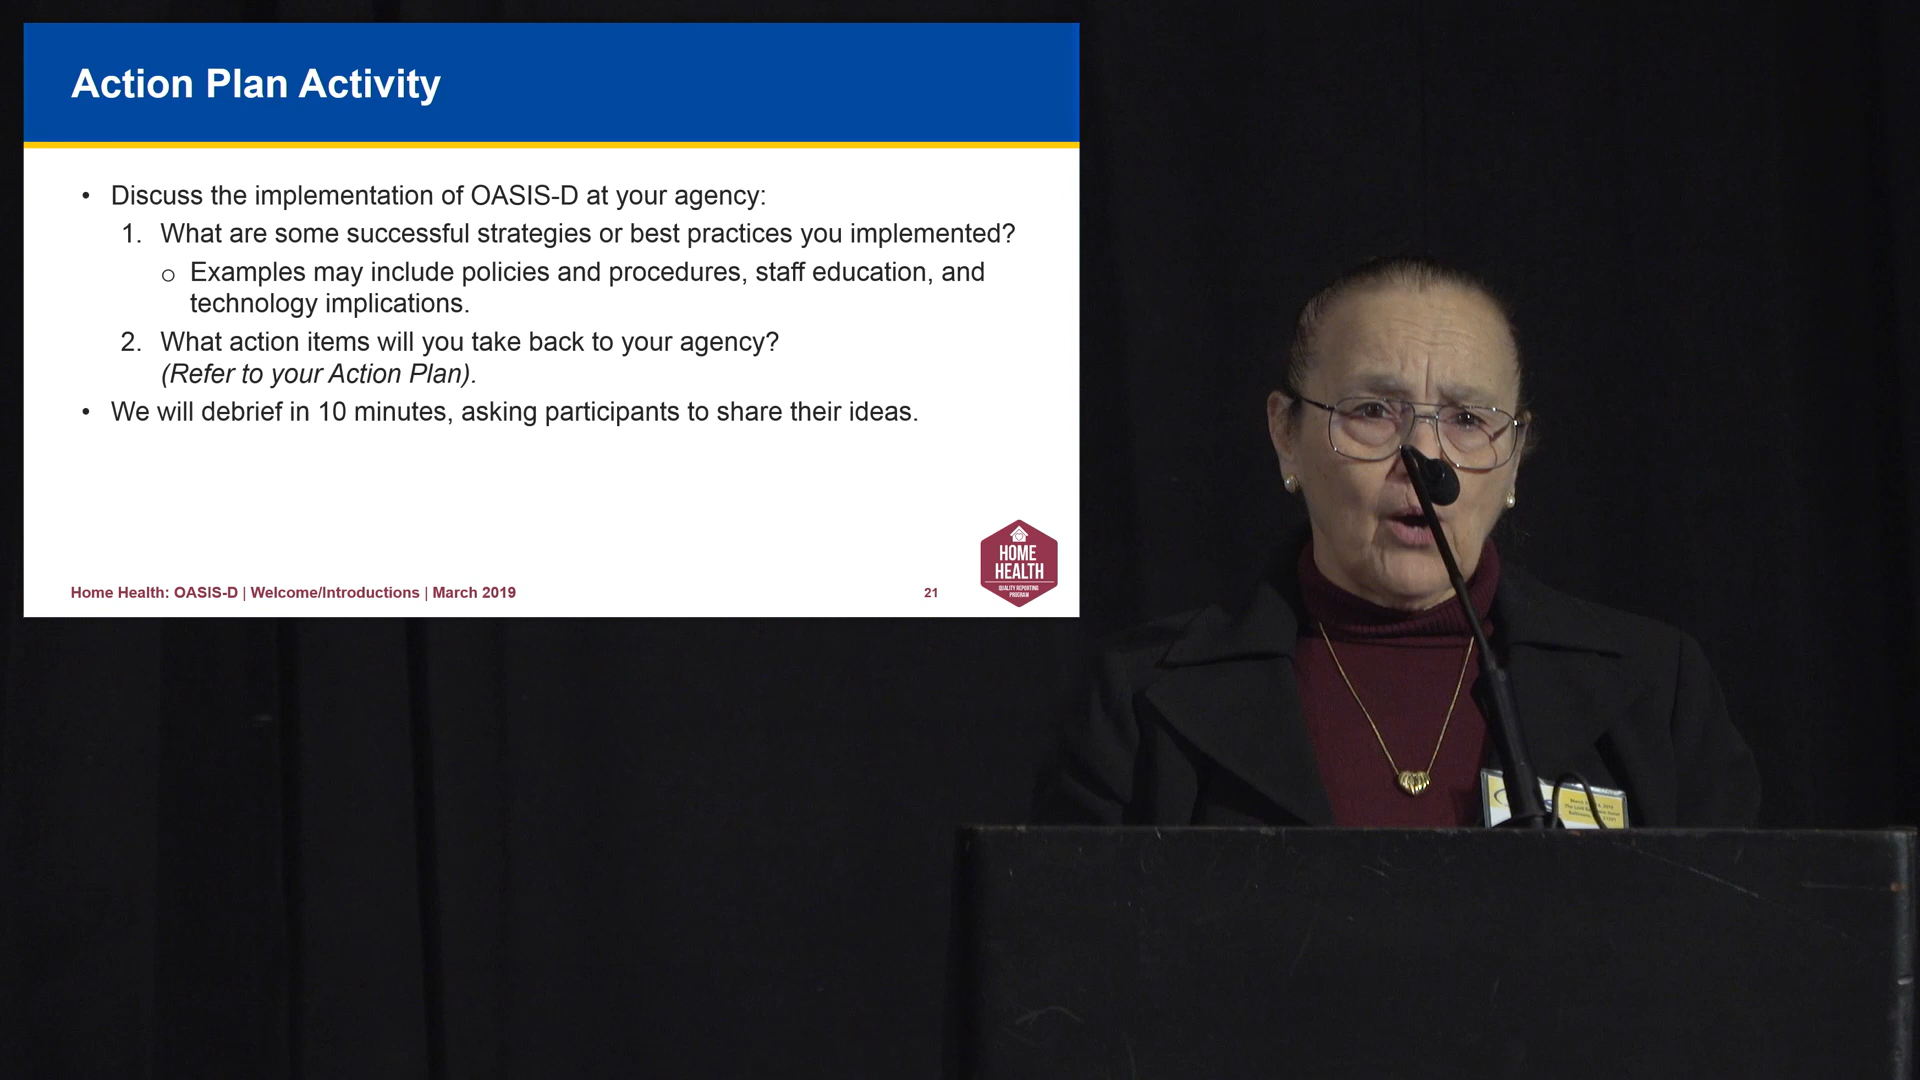 Action Plan Activity
• Discuss the implementation of OASIS-D at your agency:
1. What are some successful strategies or best practices you implemented?
o Examples may include policies and procedures, staff education, and
technology implications.
2. What action items will you take back to your agency?
(Refer to your Action Plan).
• We will debrief in 10 minutes, asking participants to share their ideas.
HOME
HEALTH
QUALITY REPORTING
PROGRAM
Home Health: OASIS-D | Welcome/Introductions | March 2019
21